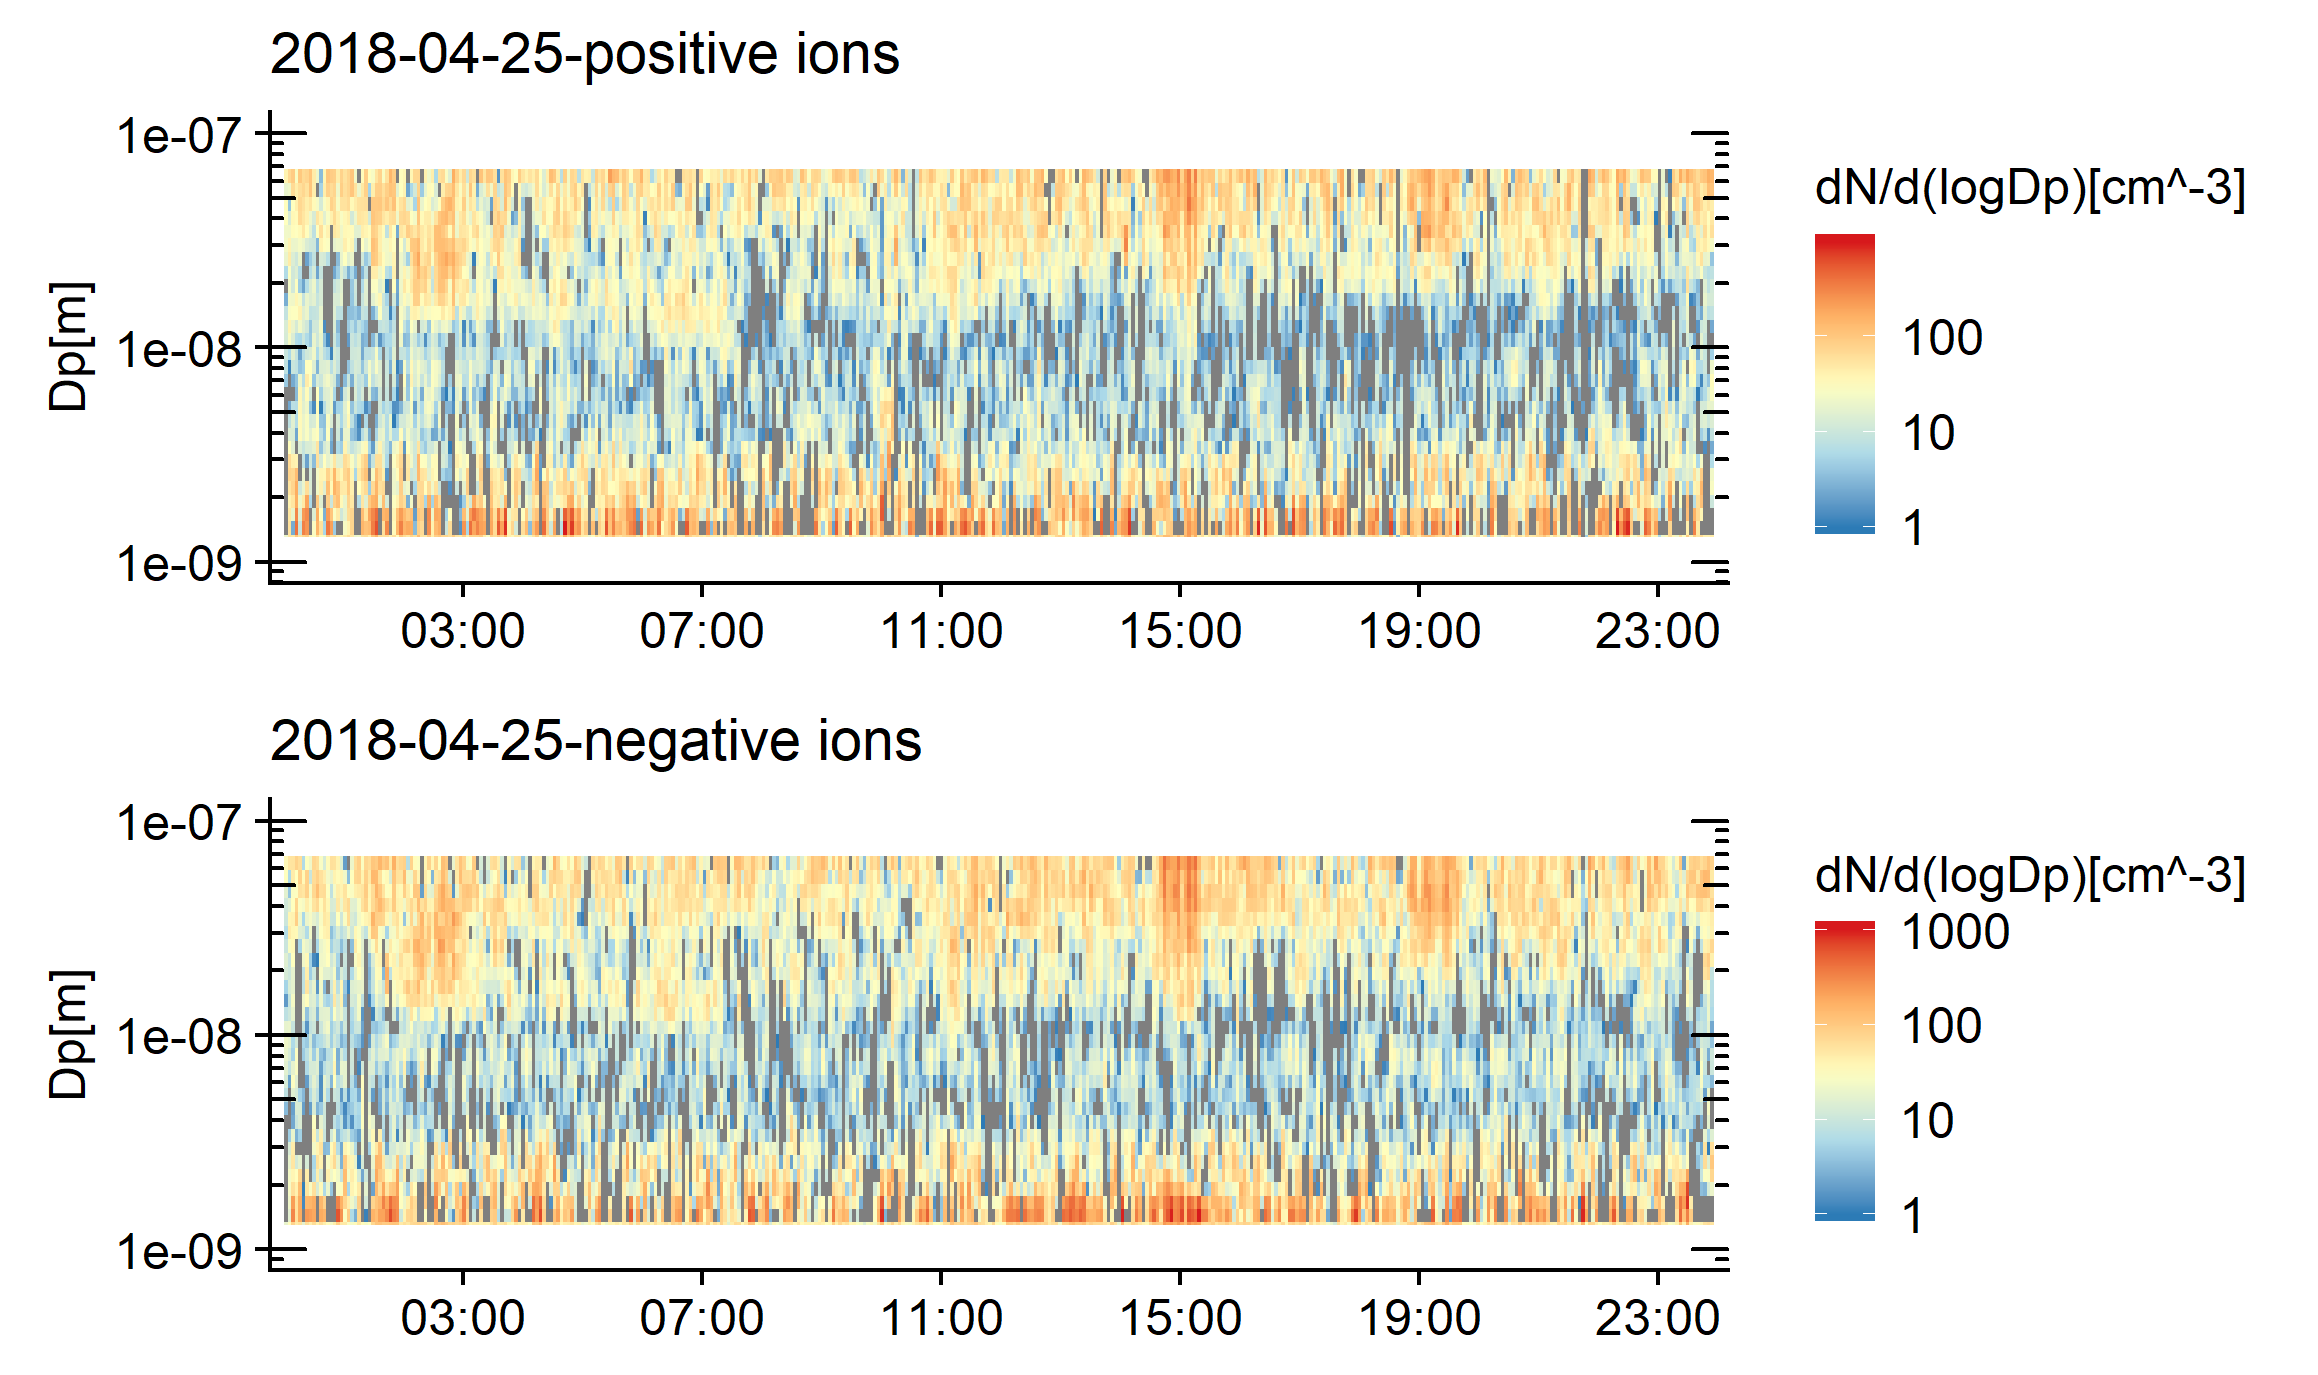 2018-04-25-positive ions
1e-07
1e-08
1e-09
Dp[m]
03:00 07:00 11:00 15:00 19:00 23:00
dN/d(logDp)[cm^-3]
100
10
1
2018-04-25-negative ions
1e-07
1e-08
1e-09
Dp[m]
03:00 07:00 11:00 15:00 19:00 23:00
dN/d(logDp)[cm^-3]
1000
100
10
1